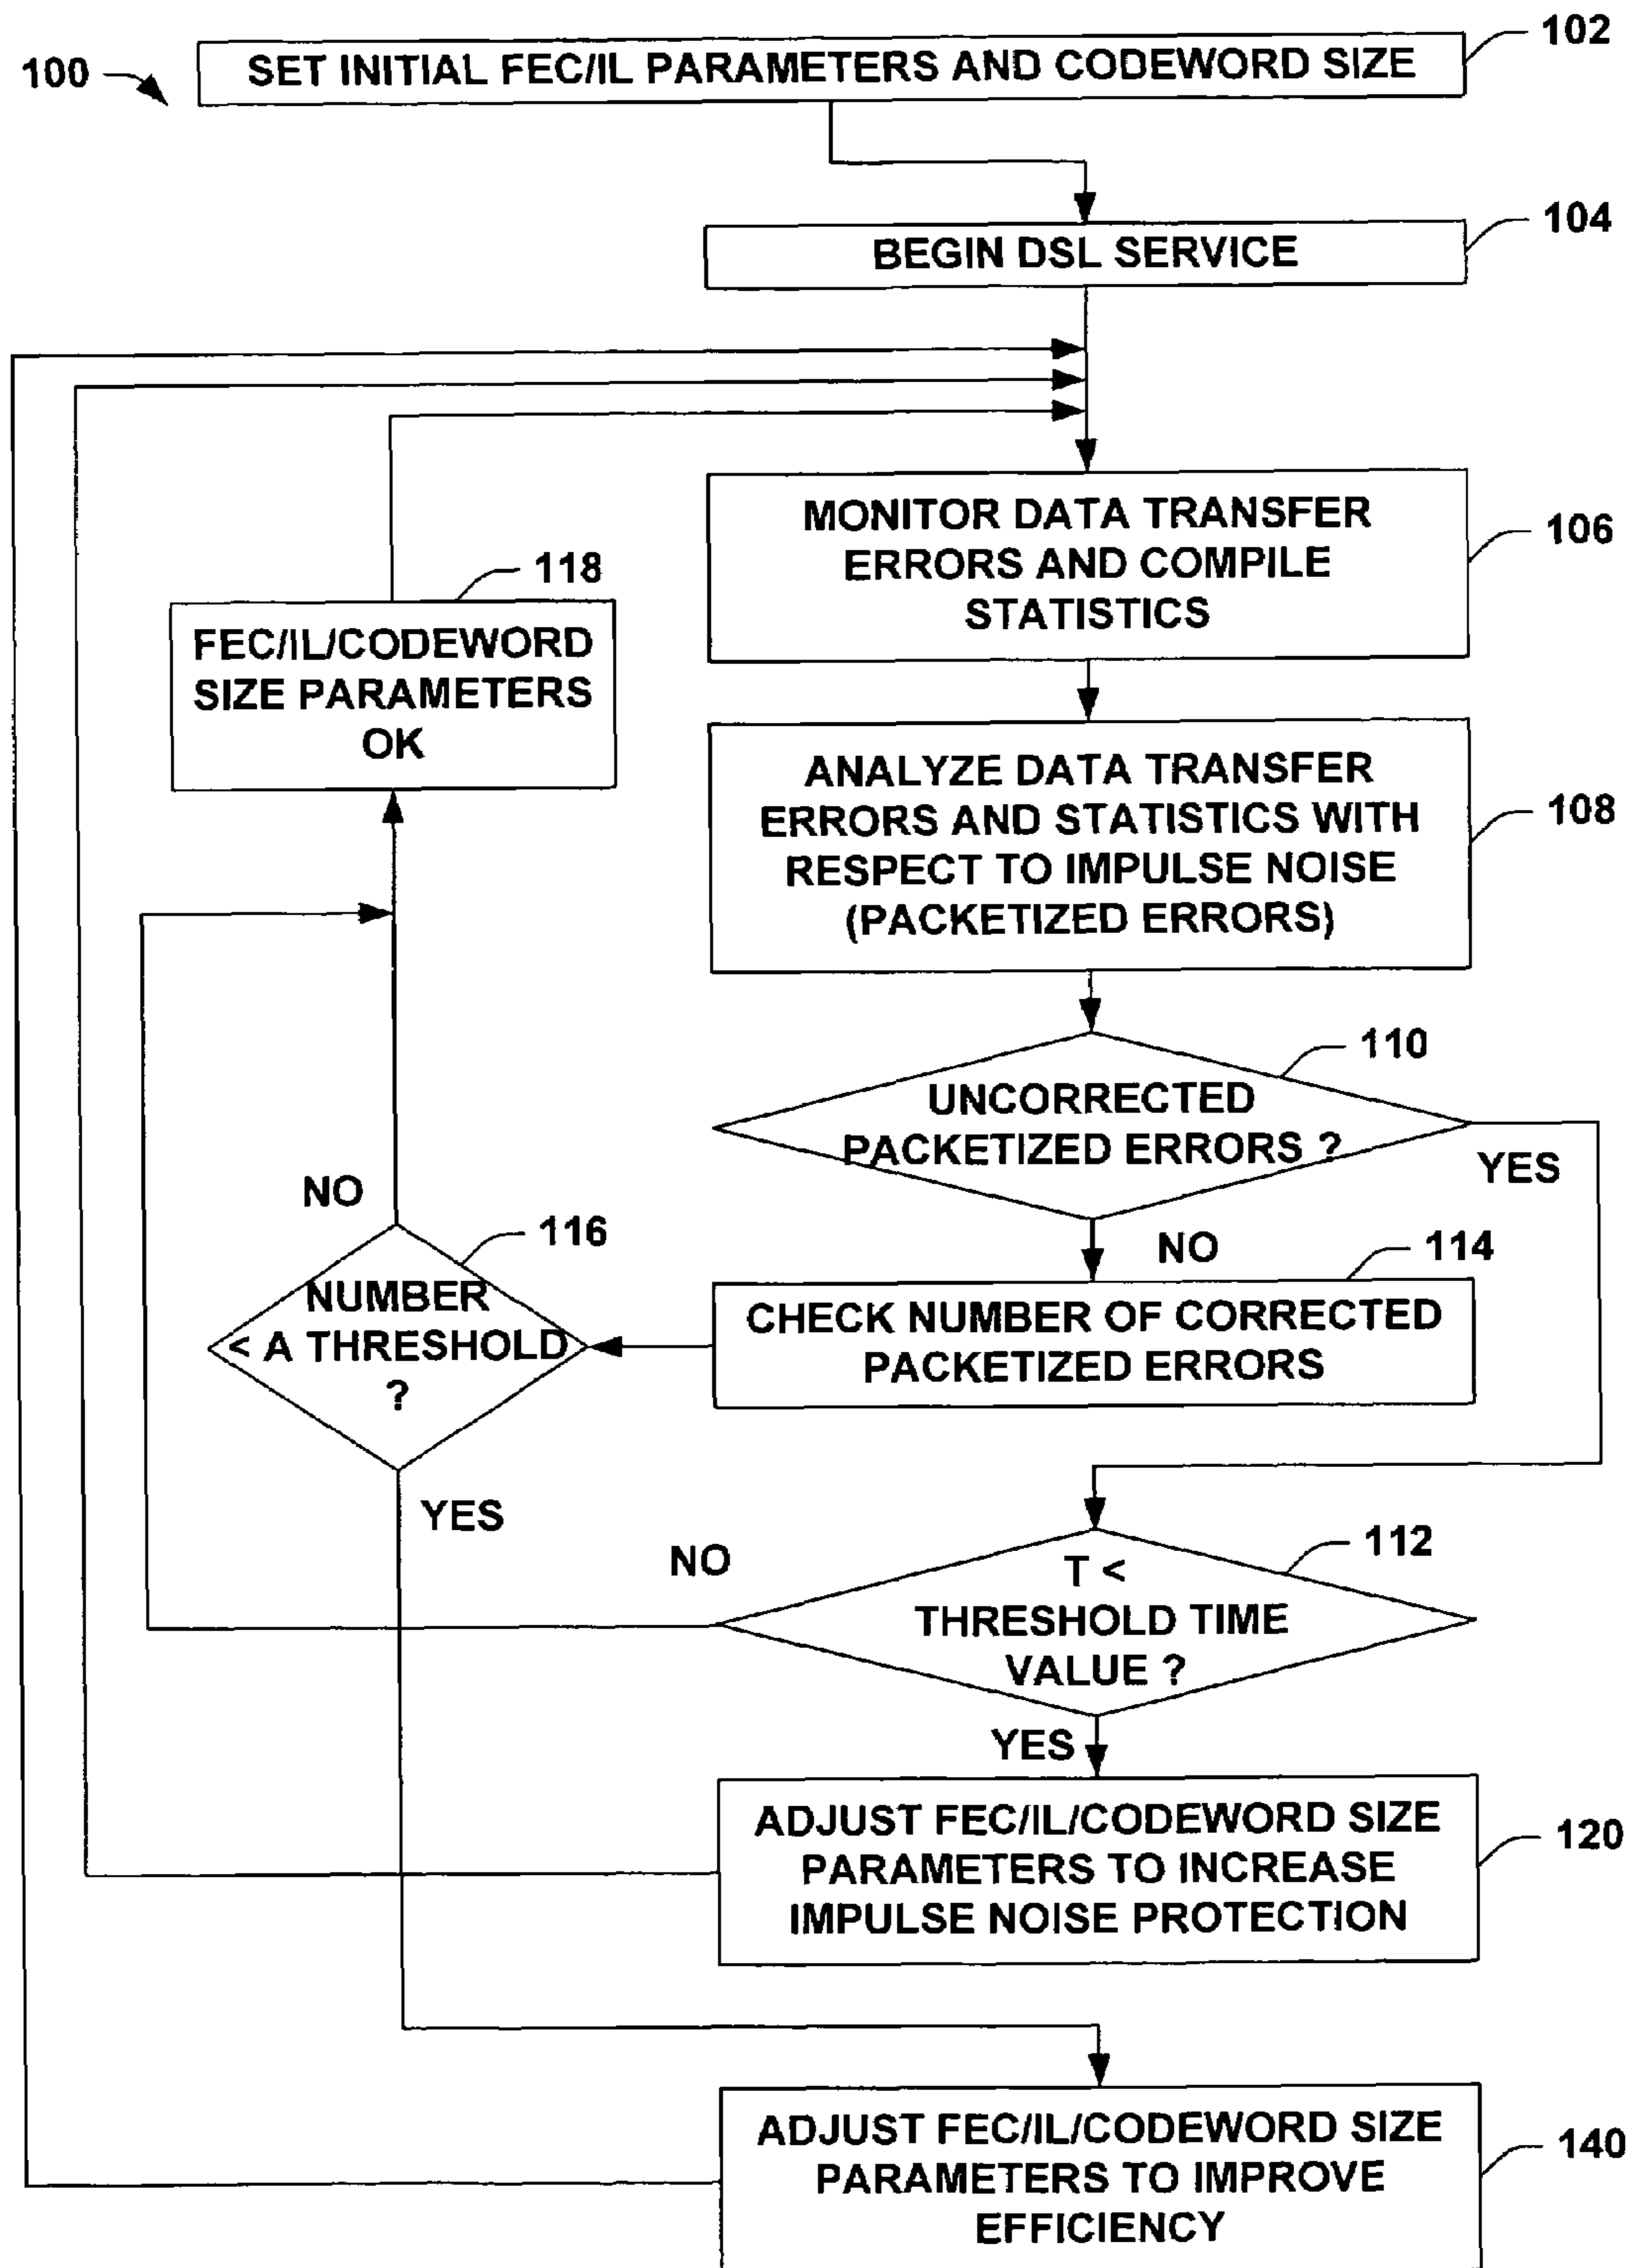 100
SET INITIAL FEC/IL PARAMETERS AND CODEWORD SIZE
102
BEGIN DSL SERVICE
104
MONITOR DATA TRANSFER
ERRORS AND COMPILE
STATISTICS
106
118
FEC/IL/CODEWORD
SIZE PARAMETERS
OK
ANALYZE DATA TRANSFER
ERRORS AND STATISTICS WITH
RESPECT TO IMPULSE NOISE
(PACKETIZED ERRORS)
108
110
UNCORRECTED
PACKETIZED ERRORS ?
YES
NO
NO
116
NUMBER
< A THRESHOLD
?
114
CHECK NUMBER OF CORRECTED
PACKETIZED ERRORS
YES
NO
112
T <
THRESHOLD TIME
VALUE ?
YES
ADJUST FEC/IL/CODEWORD SIZE
PARAMETERS TO INCREASE
IMPULSE NOISE PROTECTION
120
ADJUST FEC/IL/CODEWORD SIZE
PARAMETERS TO IMPROVE
EFFICIENCY
140